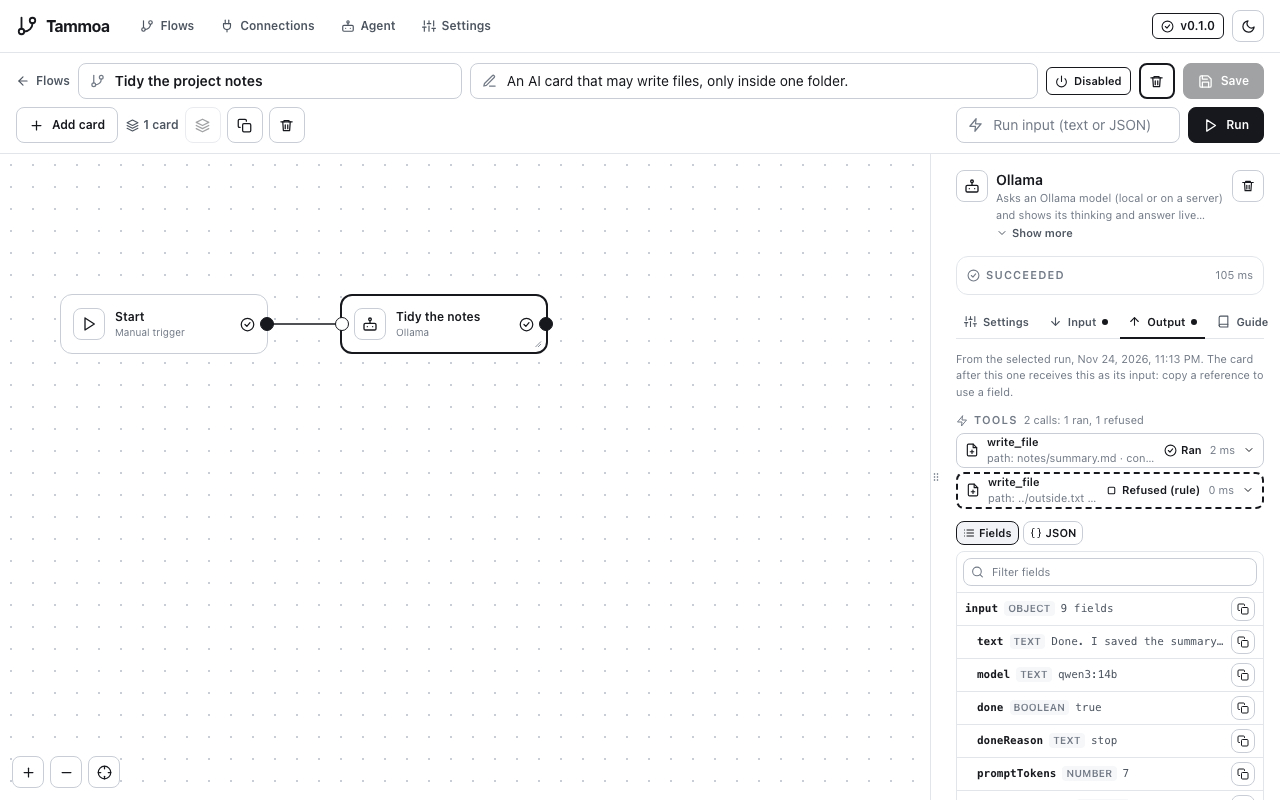 Tammoa
Flows
Connections
Agent
Settings
v0.1.0
Flows
Tidy the project notes
An AI card that may write files, only inside one folder.
Disabled
Save
Add card
1 card
Run input (text or JSON)
Run
Start
Manual trigger
Tidy the notes
Ollama
Ollama
Asks an Ollama model (local or on a server)
and shows its thinking and answer live...
Show more
SUCCEEDED 105 ms
Settings
Input
Output
Guide
From the selected run, Nov 24, 2026, 11:13 PM. The card
after this one receives this as its input: copy a reference to
use a field.
TOOLS 2 calls: 1 ran, 1 refused
write_file
path: notes/summary.md · con...
Ran 2 ms
write_file
path: ../outside.txt ...
Refused (rule) 0 ms
Fields
{} JSON
Filter fields
input OBJECT 9 fields
text TEXT Done. I saved the summary…
model TEXT qwen3:14b
done BOOLEAN true
doneReason TEXT stop
promptTokens NUMBER 7